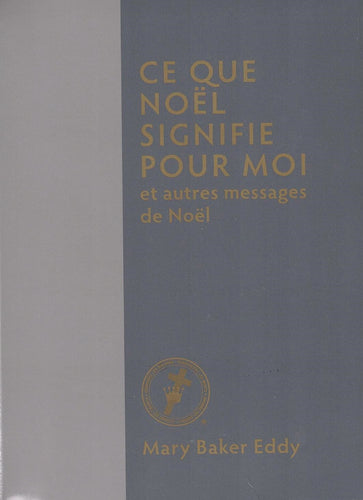 CE QUE
NOËL
SIGNIFIE
POUR MOI
et autres messages
de Noël
Mary Baker Eddy